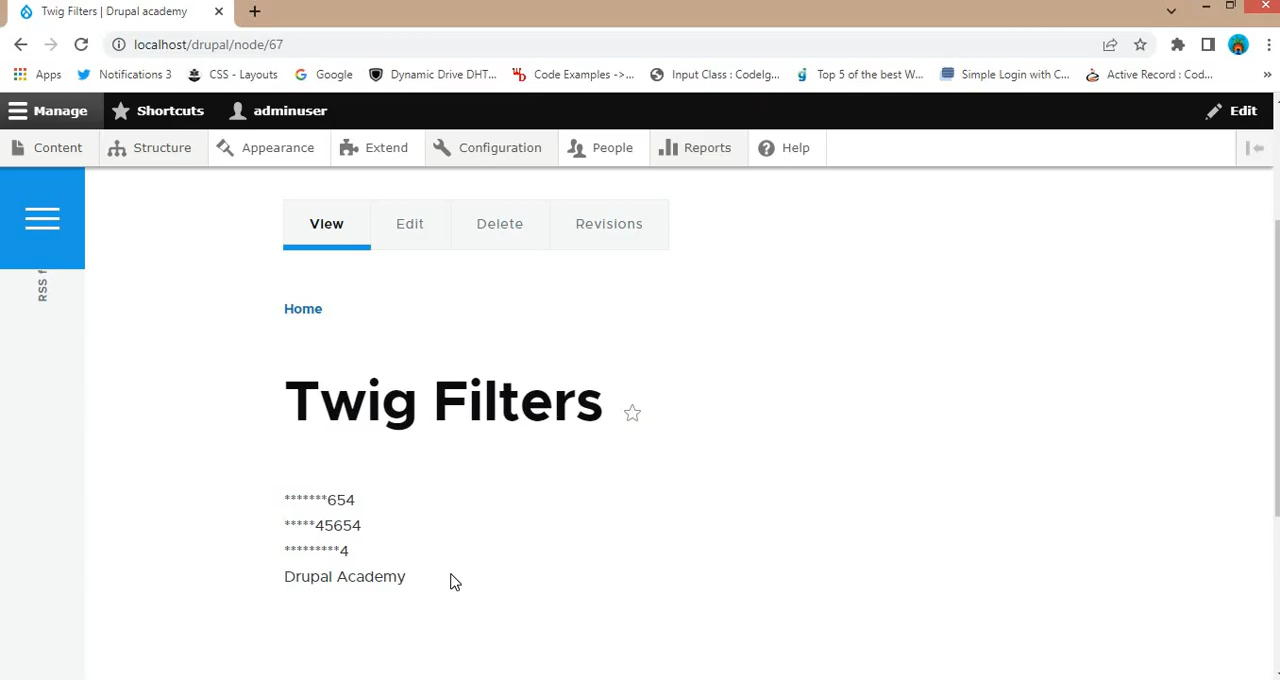 Twig Filters | Drupal academy
localhost/drupal/node/67
Apps Notifications 3 CSS - Layouts Google Dynamic Drive DHT... Code Examples ->... Input Class : CodeIg... Top 5 of the best W... Simple Login with C... Active Record : Cod... »
Manage Shortcuts adminuser Edit
Content Structure Appearance Extend Configuration People Reports Help
View Edit Delete Revisions
RSS f
Home
Twig Filters
*******654
*****45654
*********4
Drupal Academy